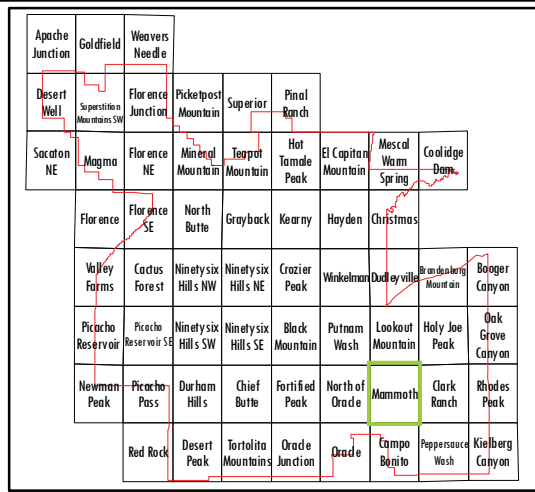 Apache
Junction
Goldfield
Weavers
Needle
Desert
Well
Superstition
Mountains SW
Florence
Junction
Picketpost
Mountain
Superior
Pinal
Ranch
Sacaton
NE
Magma
Florence
NE
Mineral
Mountain
Teapot
Mountain
Hot
Tamale
Peak
El Capitan
Mountain
Mescal
Warm
Spring
Coolidge
Dam
Florence
Florence
SE
North
Butte
Grayback
Kearny
Hayden
Christmas
Valley
Farms
Cactus
Forest
Ninetysix
Hills NW
Ninetysix
Hills NE
Crozier
Peak
Winkelman
Dudleyville
Brandenburg
Mountain
Booger
Canyon
Picacho
Reservoir
Picacho
Reservoir SE
Ninetysix
Hills SW
Ninetysix
Hills SE
Black
Mountain
Putnam
Wash
Lookout
Mountain
Holy Joe
Peak
Oak
Grove
Canyon
Newman
Peak
Picacho
Pass
Durham
Hills
Chief
Butte
Fortified
Peak
North of
Oracle
Mammoth
Clark
Ranch
Rhodes
Peak
Red Rock
Desert
Peak
Tortolita
Mountains
Oracle
Junction
Oracle
Campo
Bonito
Peppersauce
Wash
Kielberg
Canyon